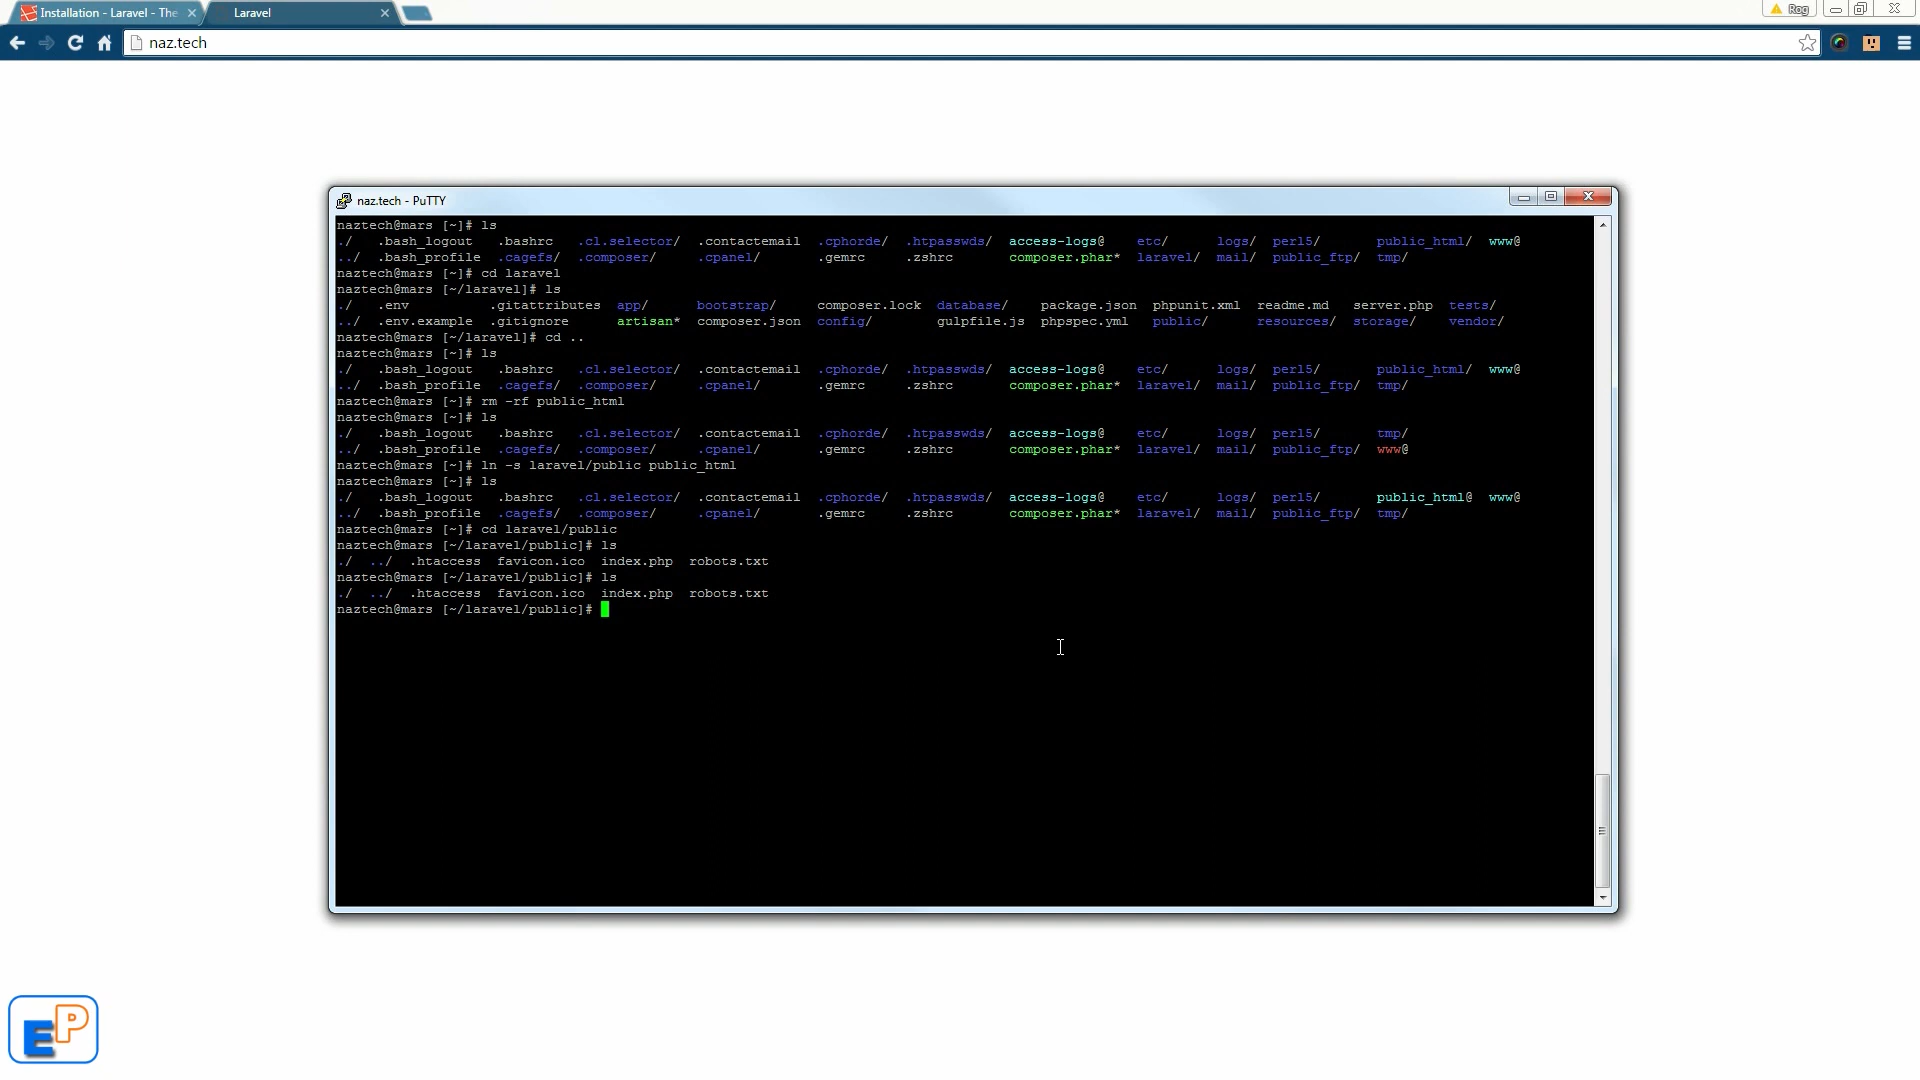 Installation - Laravel - The
Laravel
Rog
naz.tech
naz.tech - PuTTY
naztech@mars [~]# ls
./   .bash_logout   .bashrc   .cl.selector/  .contactemail  .cphorde/  .htpasswds/  access-logs@   etc/     logs/  perl5/       public_html/  www@
../  .bash_profile  .cagefs/  .composer/     .cpanel/       .gemrc     .zshrc       composer.phar*  laravel/  mail/  public_ftp/  tmp/
naztech@mars [~]# cd laravel
naztech@mars [~/laravel]# ls
./   .env          .gitattributes  app/      bootstrap/     composer.lock  database/    package.json  phpunit.xml  readme.md   server.php  tests/
../  .env.example  .gitignore      artisan*  composer.json  config/        gulpfile.js  phpspec.yml   public/      resources/  storage/    vendor/
naztech@mars [~/laravel]# cd ..
naztech@mars [~]# ls
./   .bash_logout   .bashrc   .cl.selector/  .contactemail  .cphorde/  .htpasswds/  access-logs@   etc/     logs/  perl5/       public_html/  www@
../  .bash_profile  .cagefs/  .composer/     .cpanel/       .gemrc     .zshrc       composer.phar*  laravel/  mail/  public_ftp/  tmp/
naztech@mars [~]# rm -rf public_html
naztech@mars [~]# ls
./   .bash_logout   .bashrc   .cl.selector/  .contactemail  .cphorde/  .htpasswds/  access-logs@   etc/     logs/  perl5/       tmp/
../  .bash_profile  .cagefs/  .composer/     .cpanel/       .gemrc     .zshrc       composer.phar*  laravel/  mail/  public_ftp/  www@
naztech@mars [~]# ln -s laravel/public public_html
naztech@mars [~]# ls
./   .bash_logout   .bashrc   .cl.selector/  .contactemail  .cphorde/  .htpasswds/  access-logs@   etc/     logs/  perl5/       public_html@  www@
../  .bash_profile  .cagefs/  .composer/     .cpanel/       .gemrc     .zshrc       composer.phar*  laravel/  mail/  public_ftp/  tmp/
naztech@mars [~]# cd laravel/public
naztech@mars [~/laravel/public]# ls
./  ../  .htaccess  favicon.ico  index.php  robots.txt
naztech@mars [~/laravel/public]# ls
./  ../  .htaccess  favicon.ico  index.php  robots.txt
naztech@mars [~/laravel/public]#
EP